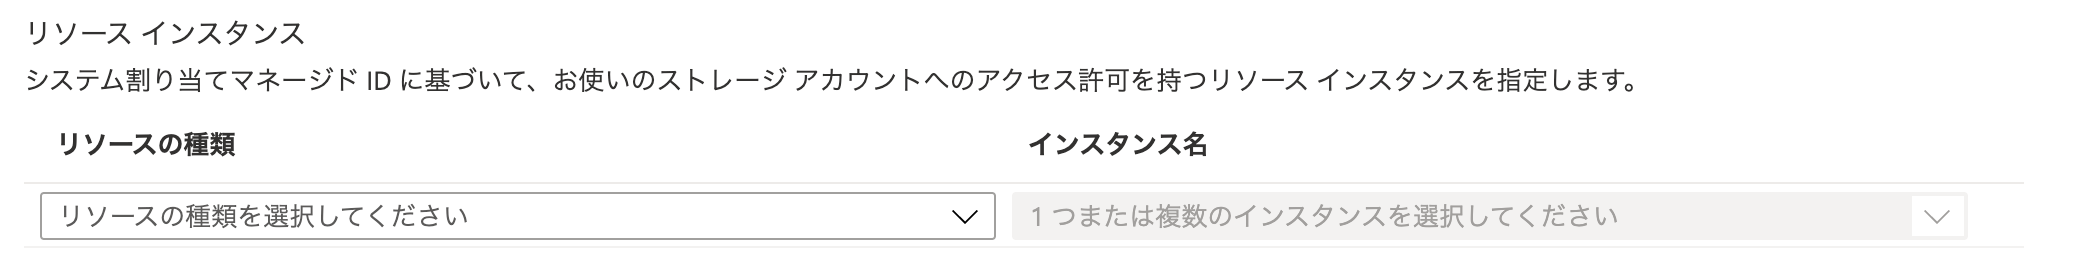 リソース インスタンス
システム割り当てマネージド ID に基づいて、お使いのストレージ アカウントへのアクセス許可を持つリソース インスタンスを指定します。
リソースの種類 インスタンス名
リソースの種類を選択してください 1 つまたは複数のインスタンスを選択してください